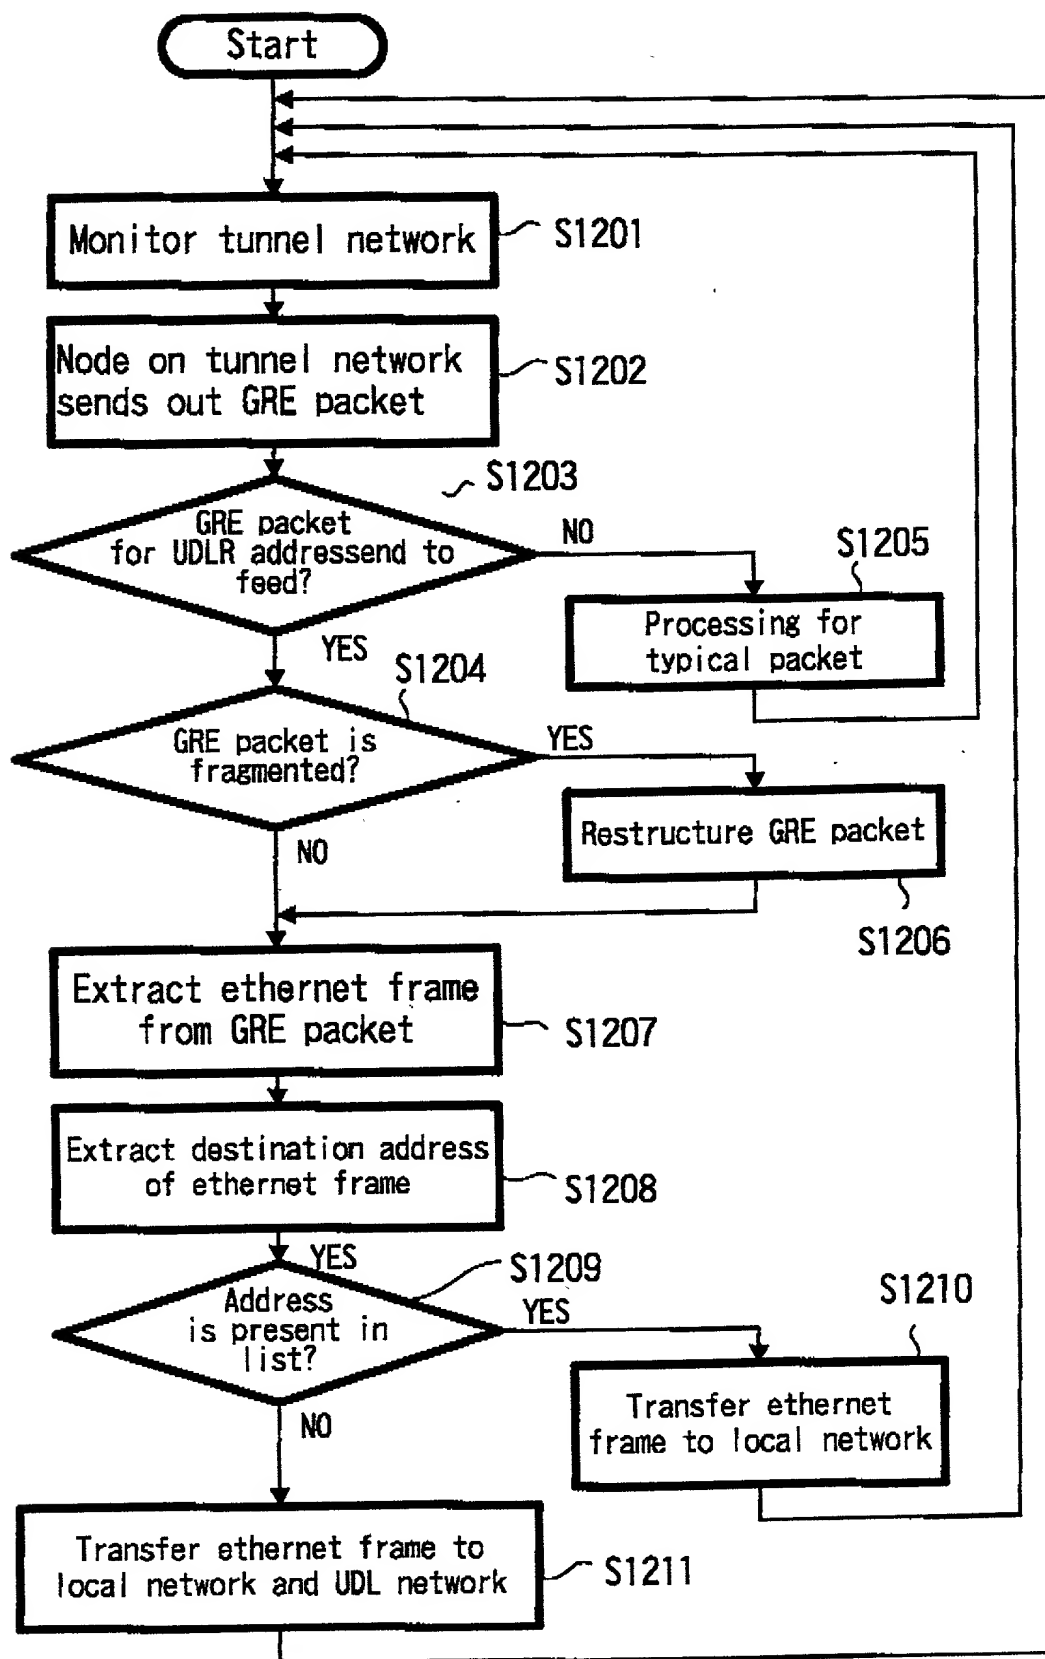 Start
Monitor tunnel network
S1201
Node on tunnel network
sends out GRE packet
S1202
S1203
GRE packet
for UDLR addressend to
feed?
NO
YES
S1205
Processing for
typical packet
S1204
GRE packet is
fragmented?
YES
NO
Restructure GRE packet
S1206
Extract ethernet frame
from GRE packet
S1207
Extract destination address
of ethernet frame
S1208
YES
S1209
Address
is present in
list?
YES
NO
S1210
Transfer ethernet
frame to local network
Transfer ethernet frame to
local network and UDL network
S1211